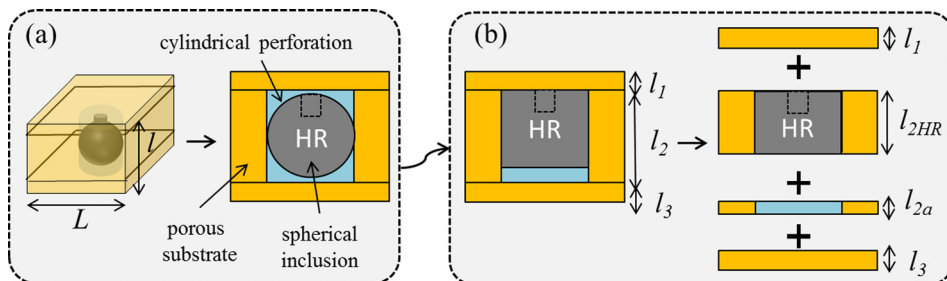 (a)
cylindrical perforation
HR
l
L
porous
substrate
spherical
inclusion
(b)
HR
l1
l2
l3
l1
+
HR
l2HR
+
l2a
+
l3